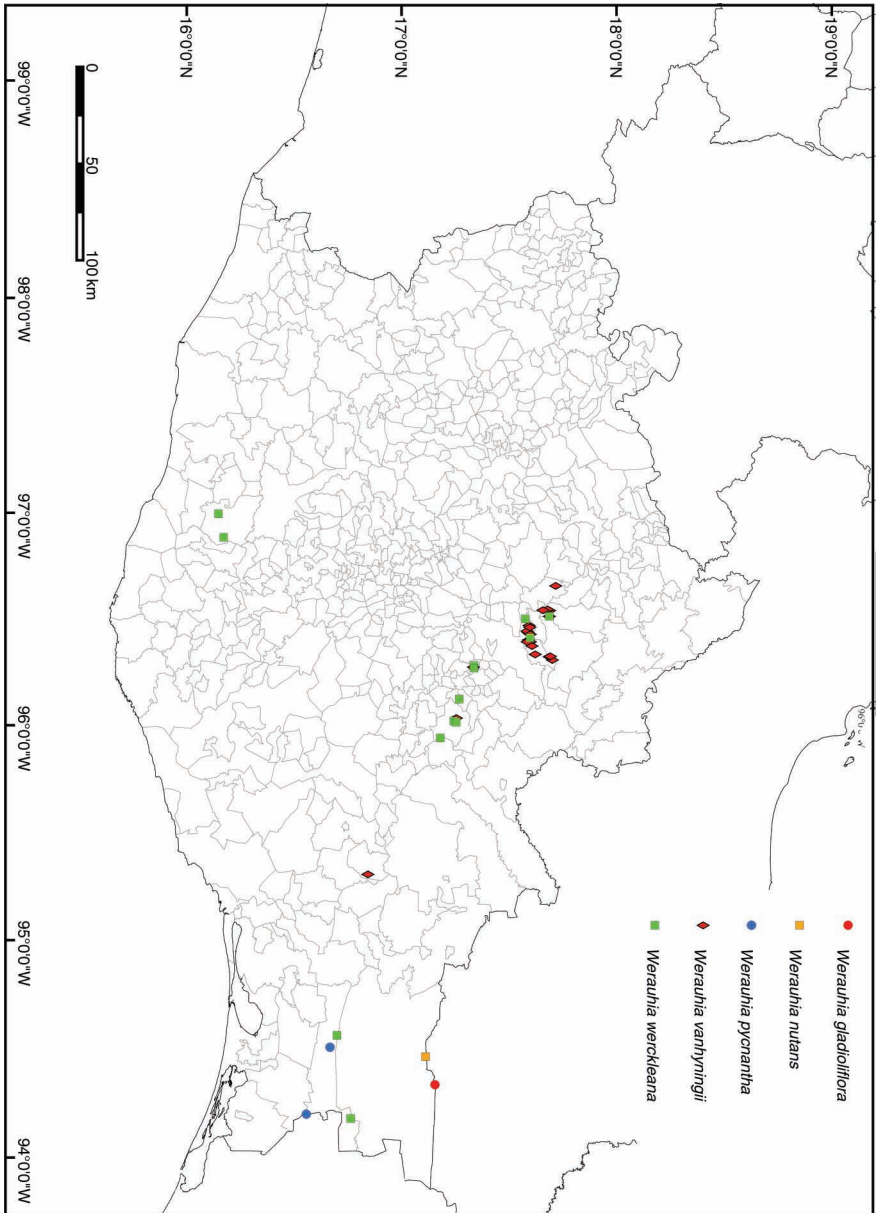 19°0'0"N
18°0'0"N
17°0'0"N
16°0'0"N
Werauhia gladioliflora
Werauhia nutans
Werauhia pycnantha
Werauhia vanhyningii
Werauhia werckleana
0 50 100 km
99°0'0"W 98°0'0"W 97°0'0"W 96°0'0"W 95°0'0"W 94°0'0"W